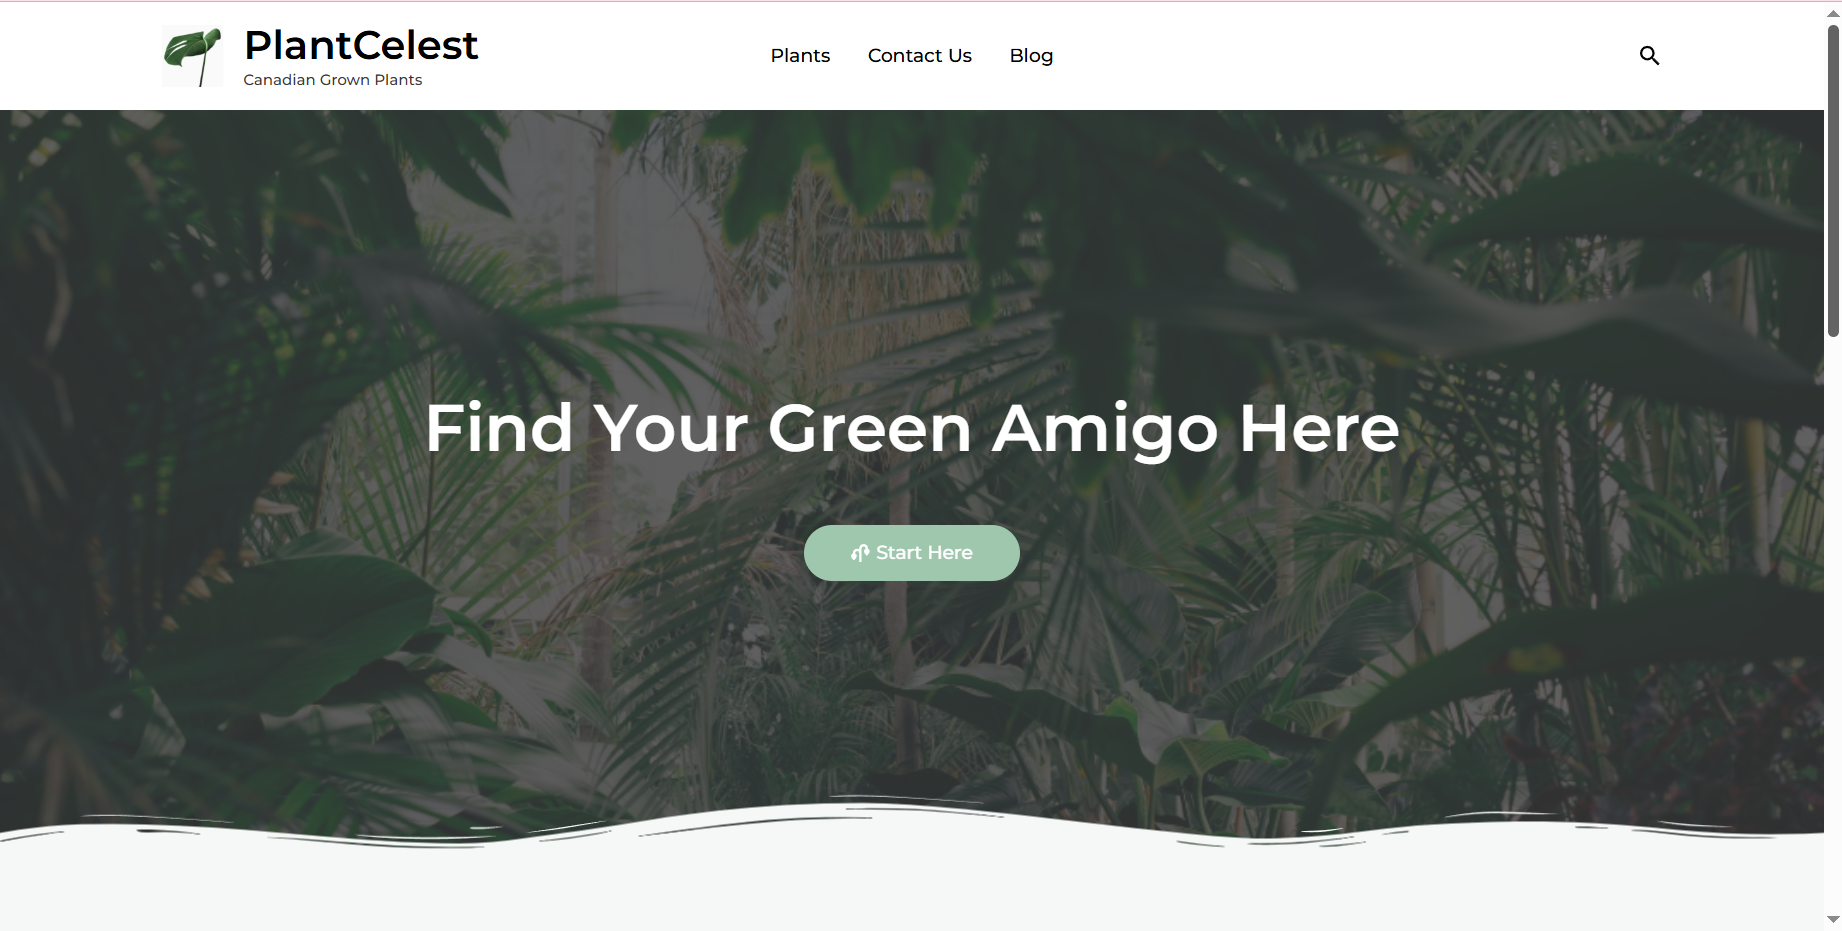 PlantCelest
Canadian Grown Plants
Plants
Contact Us
Blog
Find Your Green Amigo Here
Start Here